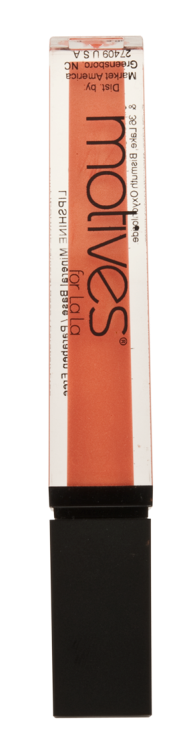 Dist. by:
Market America
Greensboro, NC
27409 U S A
& 36 Lake, Bismuth Oxychloride
motives®
for La La
LIPSHINE Mineral Base / Paraben Free